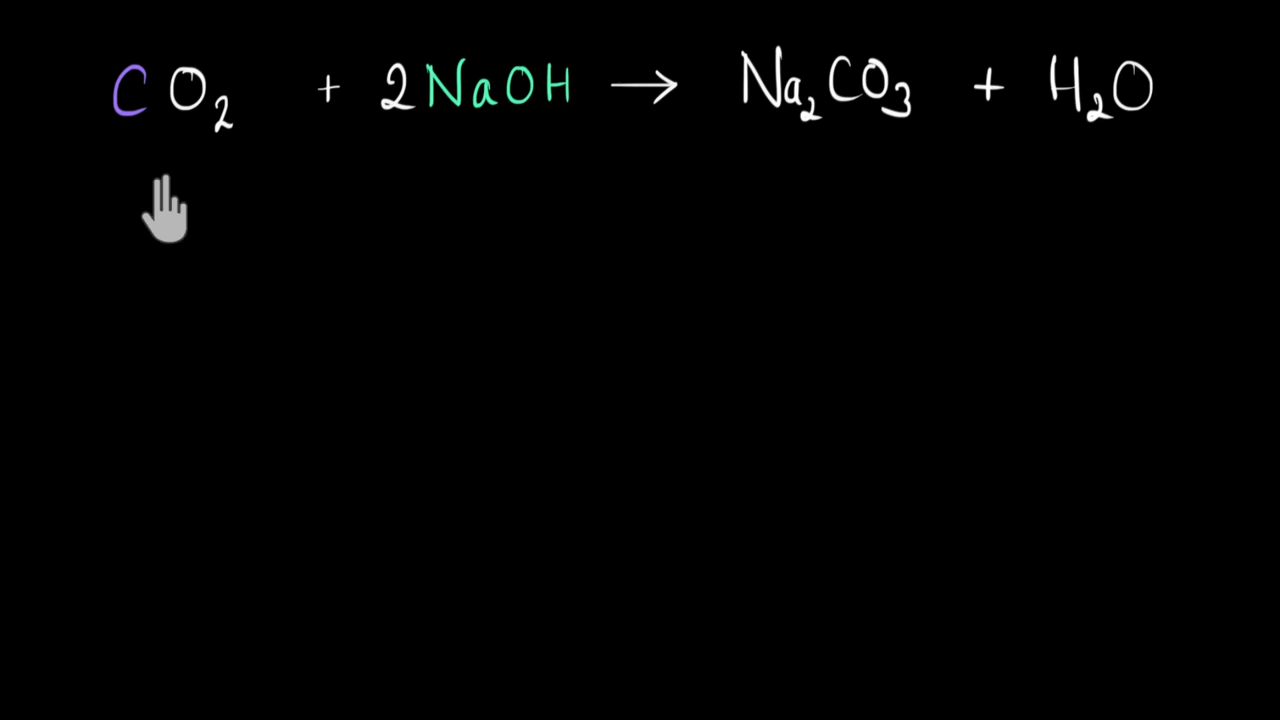 CO₂ + 2NaOH → Na₂CO₃ + H₂O